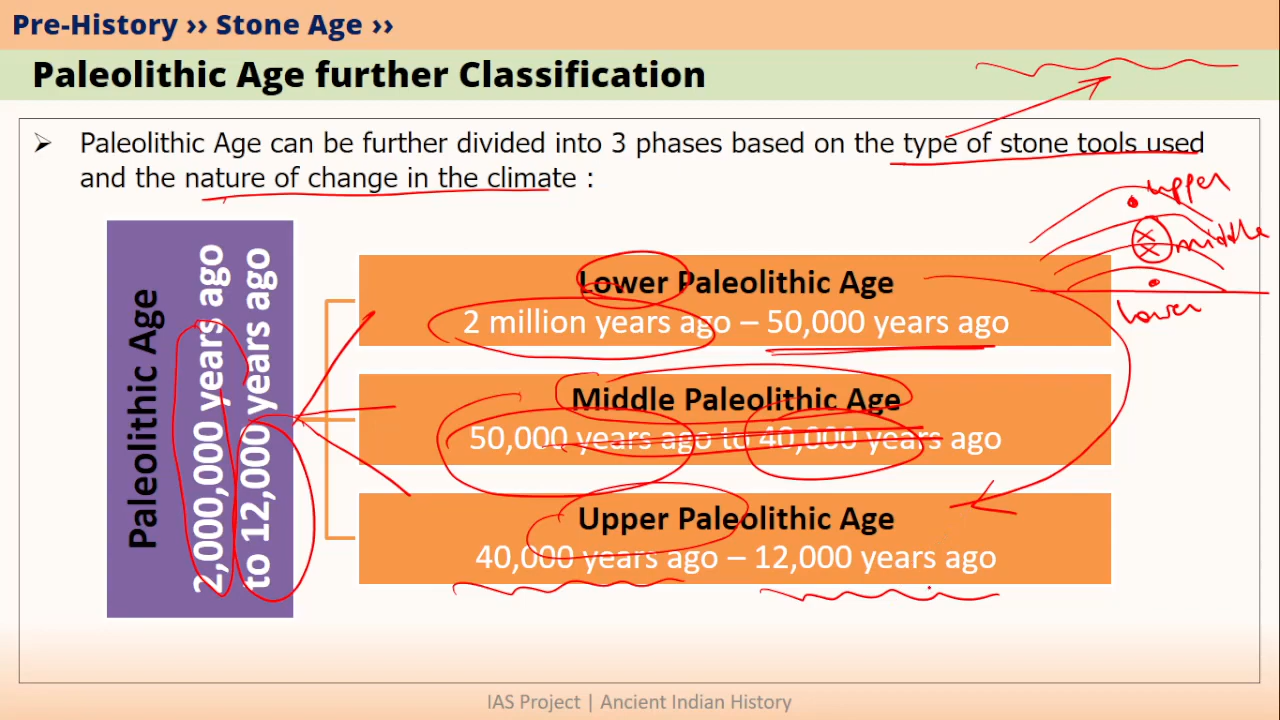 Pre-History ›› Stone Age ››
Paleolithic Age further Classification
➢ Paleolithic Age can be further divided into 3 phases based on the type of stone tools used
and the nature of change in the climate :
Paleolithic Age
2,000,000 years ago
to 12,000 years ago
Lower Paleolithic Age
2 million years ago – 50,000 years ago
Middle Paleolithic Age
50,000 years ago to 40,000 years ago
Upper Paleolithic Age
40,000 years ago – 12,000 years ago
upper
middle
lower
IAS Project | Ancient Indian History